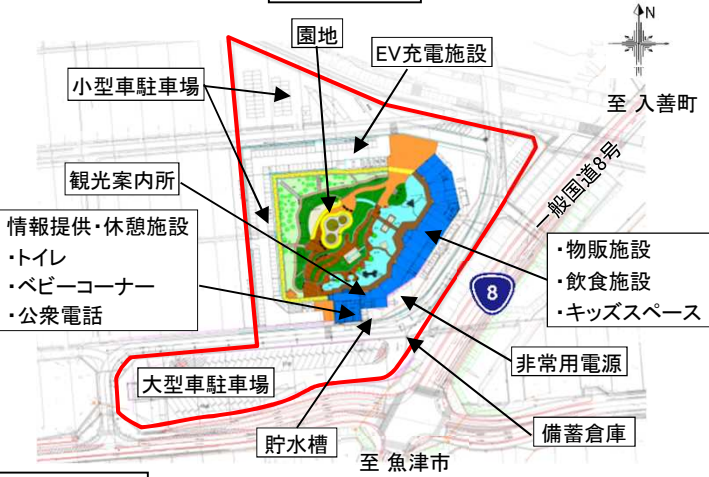 園地
N
EV充電施設
小型車駐車場
至 入善町
一般国道8号
観光案内所
情報提供・休憩施設
・トイレ
・ベビーコーナー
・公衆電話
・物販施設
・飲食施設
・キッズスペース
8
非常用電源
大型車駐車場
備蓄倉庫
貯水槽
至 魚津市